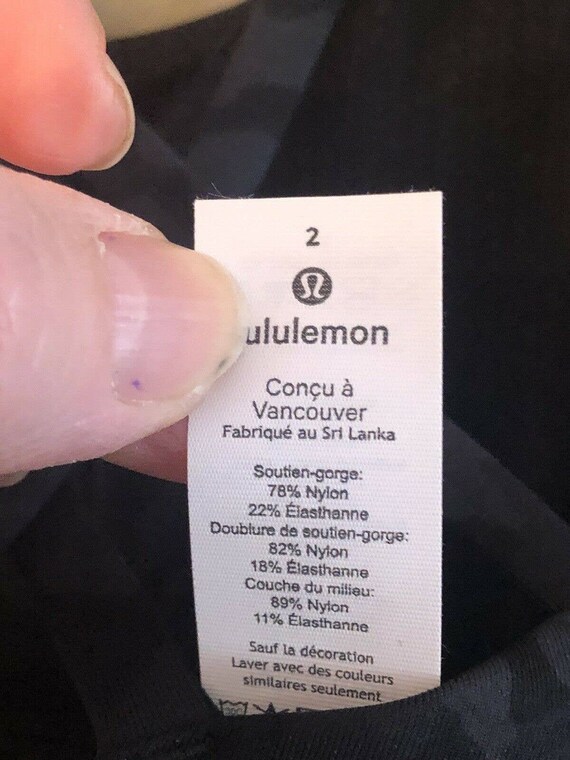 2
ululemon
Conçu à
Vancouver
Fabriqué au Sri Lanka
Soutien-gorge:
78% Nylon
22% Élasthanne
Doublure de soutien-gorge:
82% Nylon
18% Élasthanne
Couche du milieu:
89% Nylon
11% Élasthanne
Sauf la décoration
Laver avec des couleurs
similaires seulement